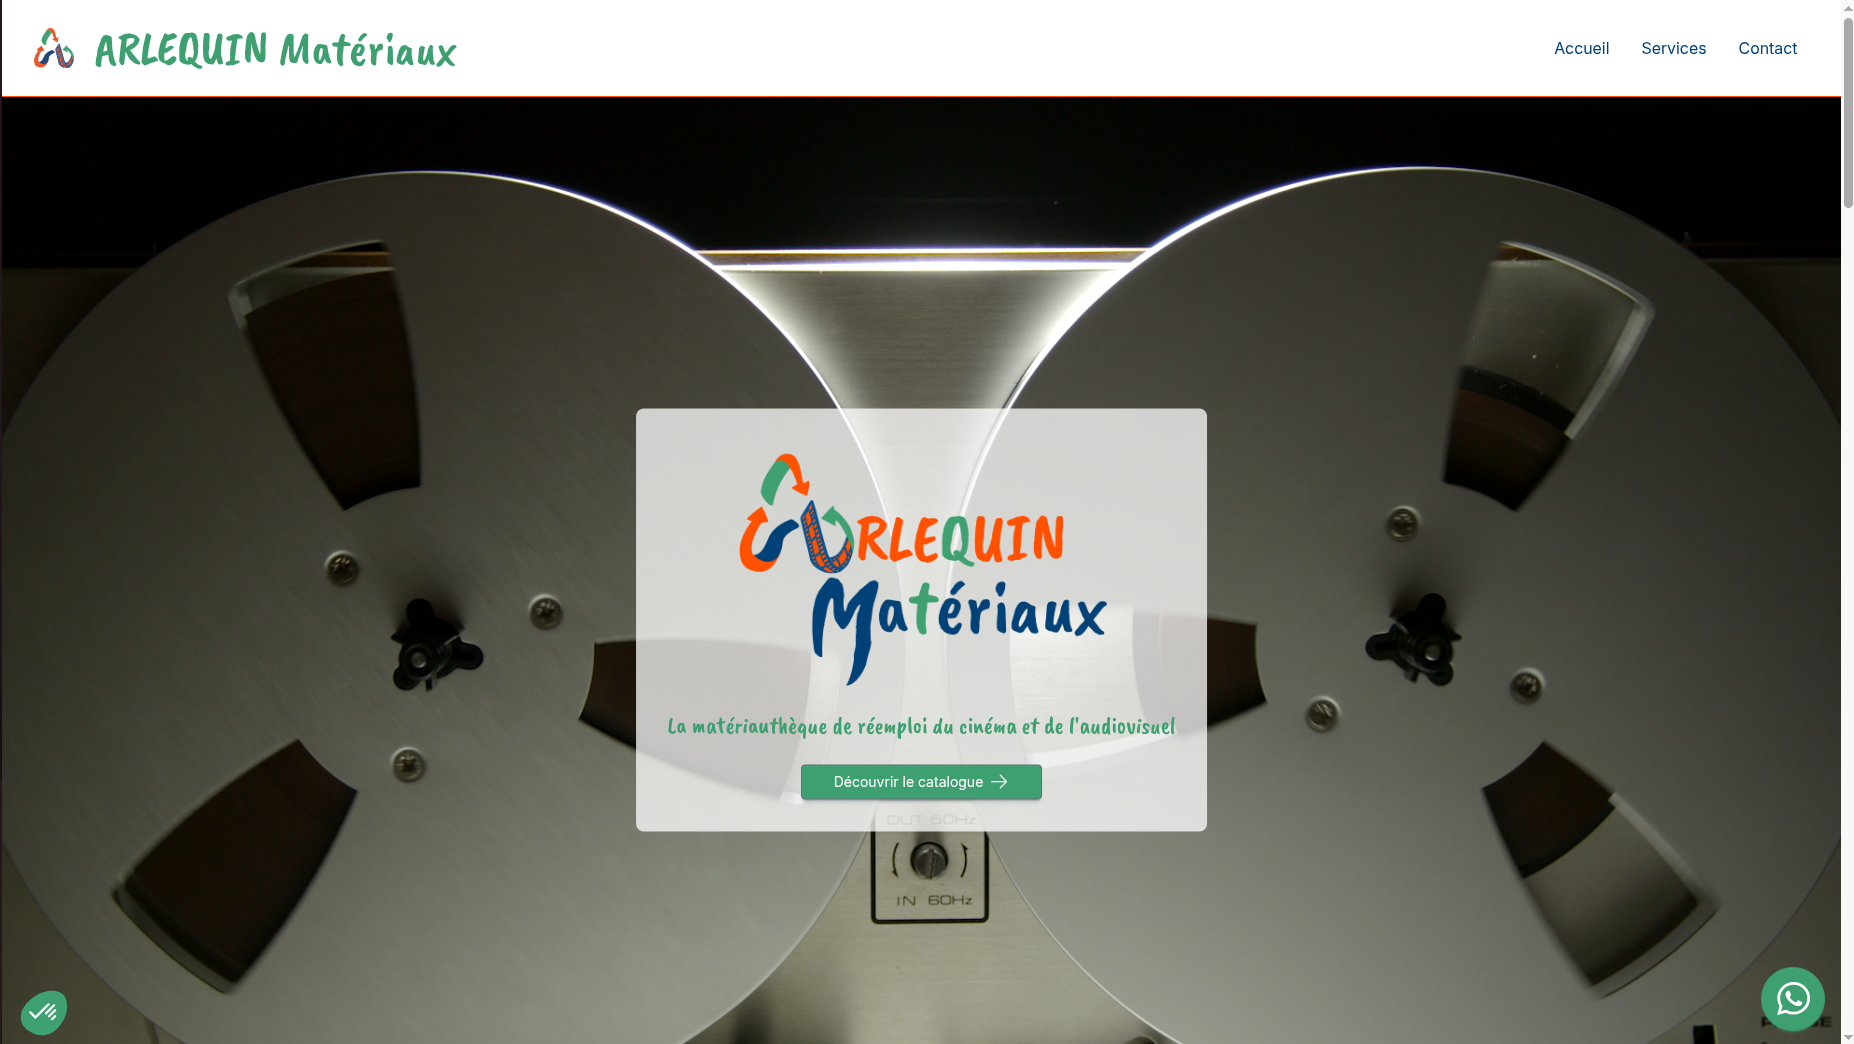 ARLEQUIN Matériaux
Accueil Services Contact
ARLEQUIN
Matériaux
La matériauthèque de réemploi du cinéma et de l'audiovisuel
Découvrir le catalogue
OUT 50Hz
IN 60Hz